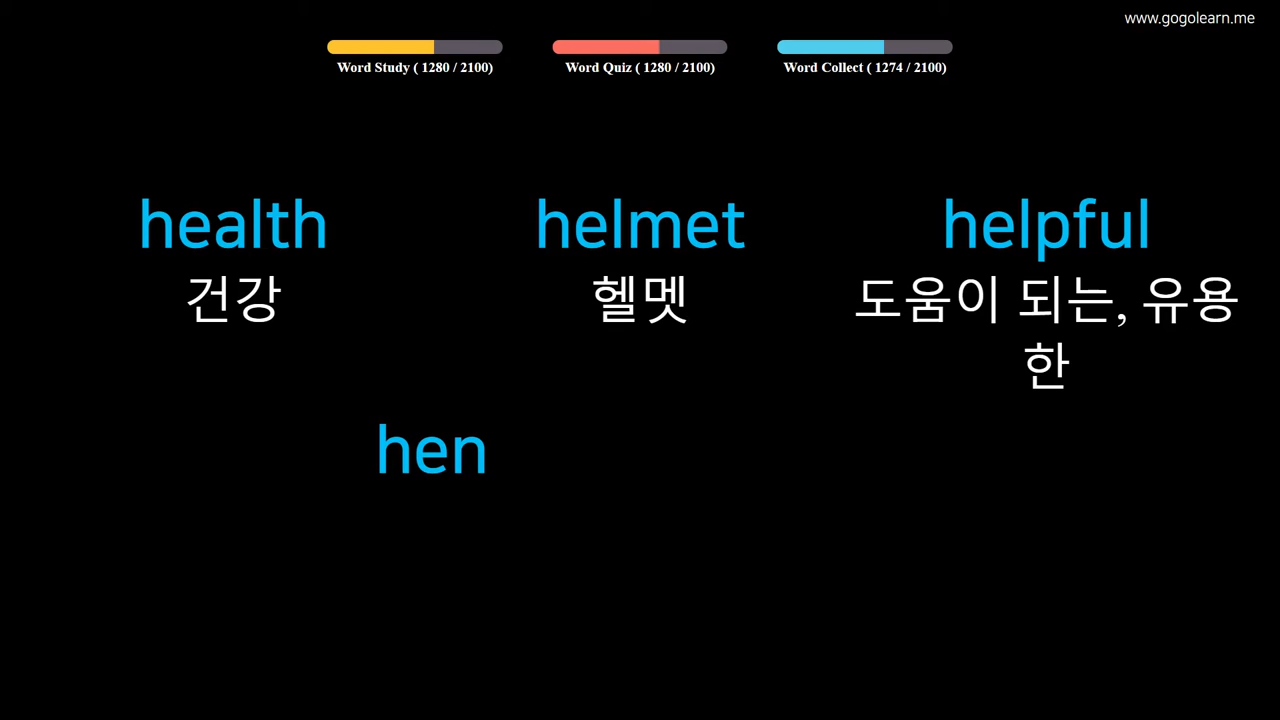 www.gogolearn.me
Word Study ( 1280 / 2100)
Word Quiz ( 1280 / 2100)
Word Collect ( 1274 / 2100)
health
helmet
helpful
건강
헬멧
도움이 되는, 유용
한
hen